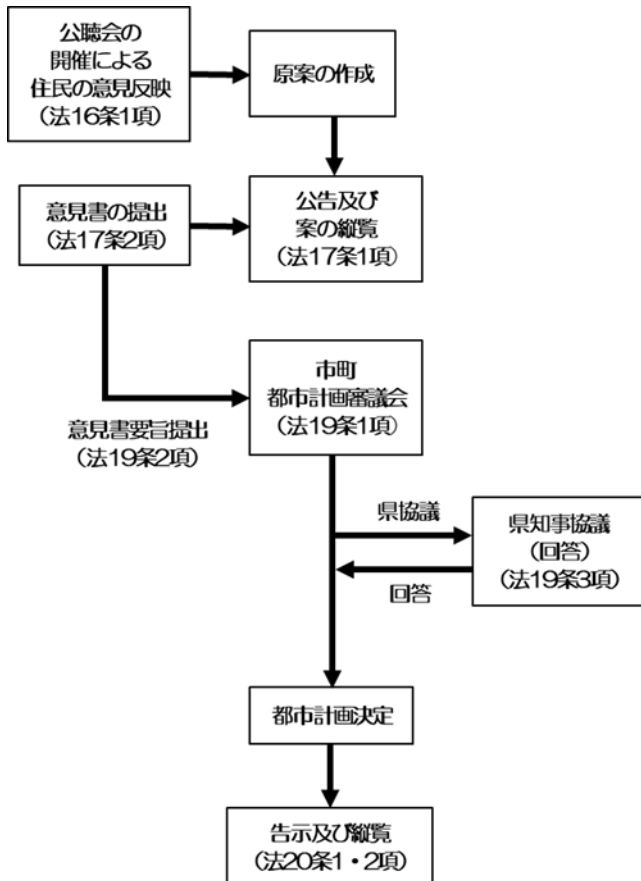 公聴会の
開催による
住民の意見反映
(法16条1項)
原案の作成
意見書の提出
(法17条2項)
公告及び
案の縦覧
(法17条1項)
市町
都市計画審議会
(法19条1項)
意見書要旨提出
(法19条2項)
県協議
県知事協議
(回答)
(法19条3項)
回答
都市計画決定
告示及び縦覧
(法20条1・2項)